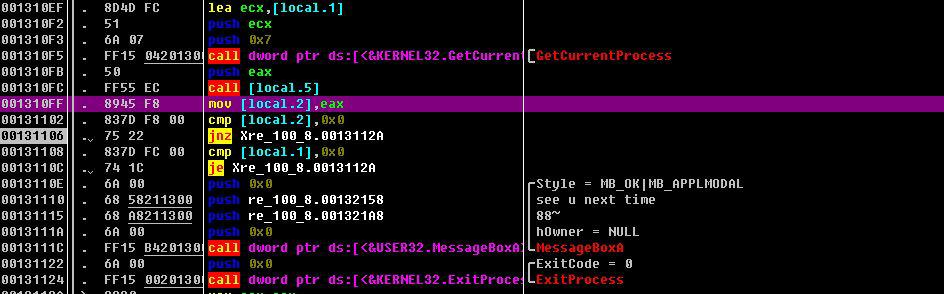 001310EF . 8D4D FC lea ecx,[local.1]
001310F2 . 51 push ecx
001310F3 . 6A 07 push 0x7
001310F5 . FF15 04201300 call dword ptr ds:[<&KERNEL32.GetCurrent GetCurrentProcess
001310FB . 50 push eax
001310FC . FF55 EC call [local.5]
001310FF . 8945 F8 mov [local.2],eax
00131102 . 837D F8 00 cmp [local.2],0x0
00131106 . 75 22 jnz Xre_100_8.0013112A
00131108 . 837D FC 00 cmp [local.1],0x0
0013110C . 74 1C je Xre_100_8.0013112A
0013110E . 6A 00 push 0x0 Style = MB_OK|MB_APPLMODAL
00131110 . 68 58211300 push re_100_8.00132158 see u next time
00131115 . 68 A8211300 push re_100_8.001321A8 88~
0013111A . 6A 00 push 0x0 hOwner = NULL
0013111C . FF15 B4201300 call dword ptr ds:[<&USER32.MessageBoxA> MessageBoxA
00131122 . 6A 00 push 0x0 ExitCode = 0
00131124 . FF15 00201300 call dword ptr ds:[<&KERNEL32.ExitProces ExitProcess